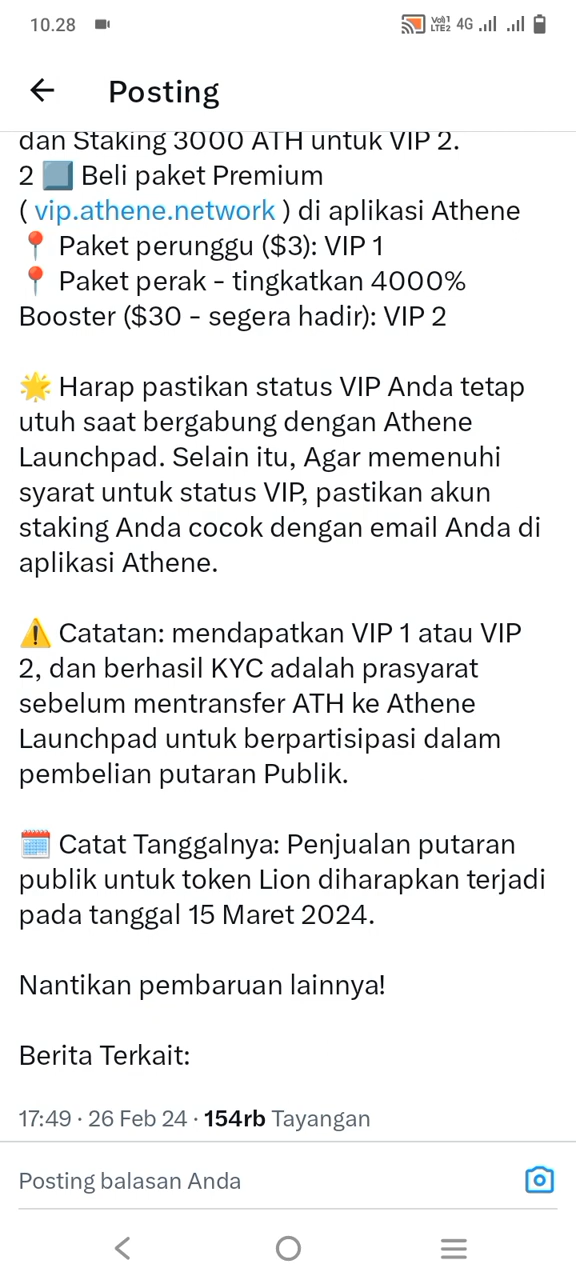 10.28
Vo))1
LTE2 4G
Posting
dan Staking 3000 ATH untuk VIP 2.
2 Beli paket Premium
( vip.athene.network ) di aplikasi Athene
📍 Paket perunggu ($3): VIP 1
📍 Paket perak - tingkatkan 4000%
Booster ($30 - segera hadir): VIP 2
🌟 Harap pastikan status VIP Anda tetap
utuh saat bergabung dengan Athene
Launchpad. Selain itu, Agar memenuhi
syarat untuk status VIP, pastikan akun
staking Anda cocok dengan email Anda di
aplikasi Athene.
⚠️ Catatan: mendapatkan VIP 1 atau VIP
2, dan berhasil KYC adalah prasyarat
sebelum mentransfer ATH ke Athene
Launchpad untuk berpartisipasi dalam
pembelian putaran Publik.
🗓️ Catat Tanggalnya: Penjualan putaran
publik untuk token Lion diharapkan terjadi
pada tanggal 15 Maret 2024.
Nantikan pembaruan lainnya!
Berita Terkait:
17:49 · 26 Feb 24 · 154rb Tayangan
Posting balasan Anda